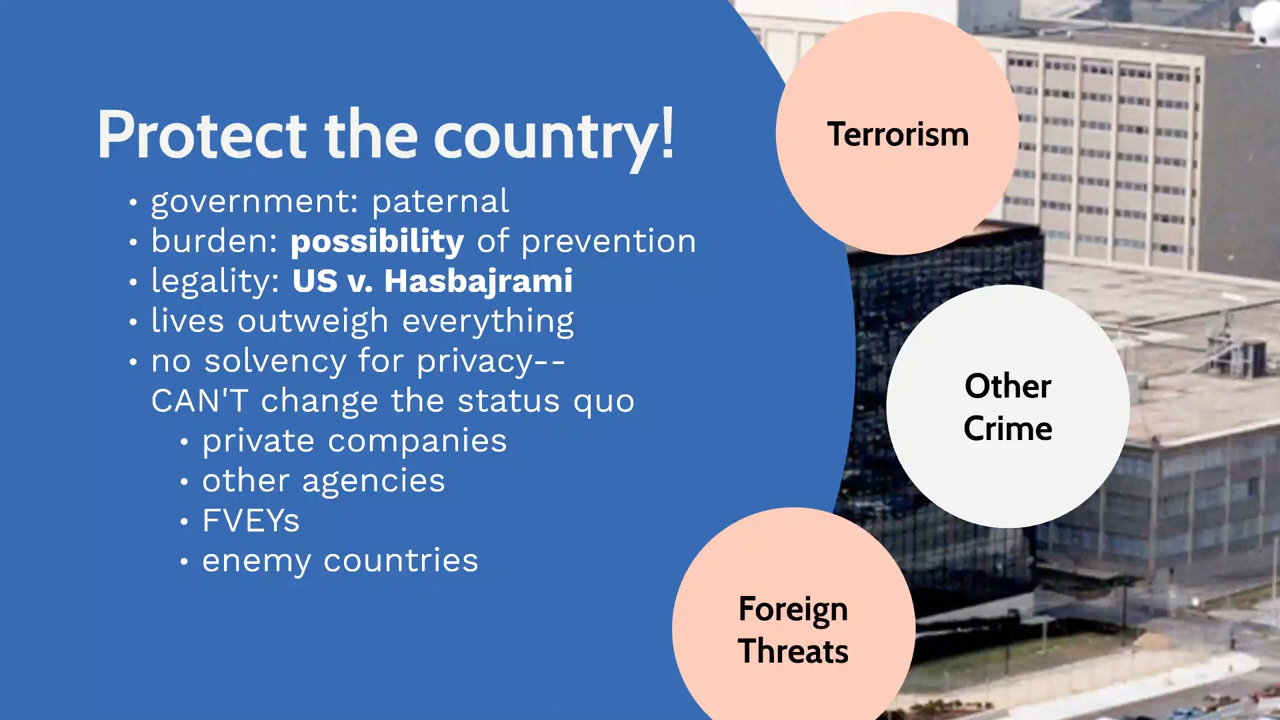 Protect the country!
• government: paternal
• burden: possibility of prevention
• legality: US v. Hasbajrami
• lives outweigh everything
• no solvency for privacy--
CAN'T change the status quo
• private companies
• other agencies
• FVEYs
• enemy countries
Terrorism
Other
Crime
Foreign
Threats